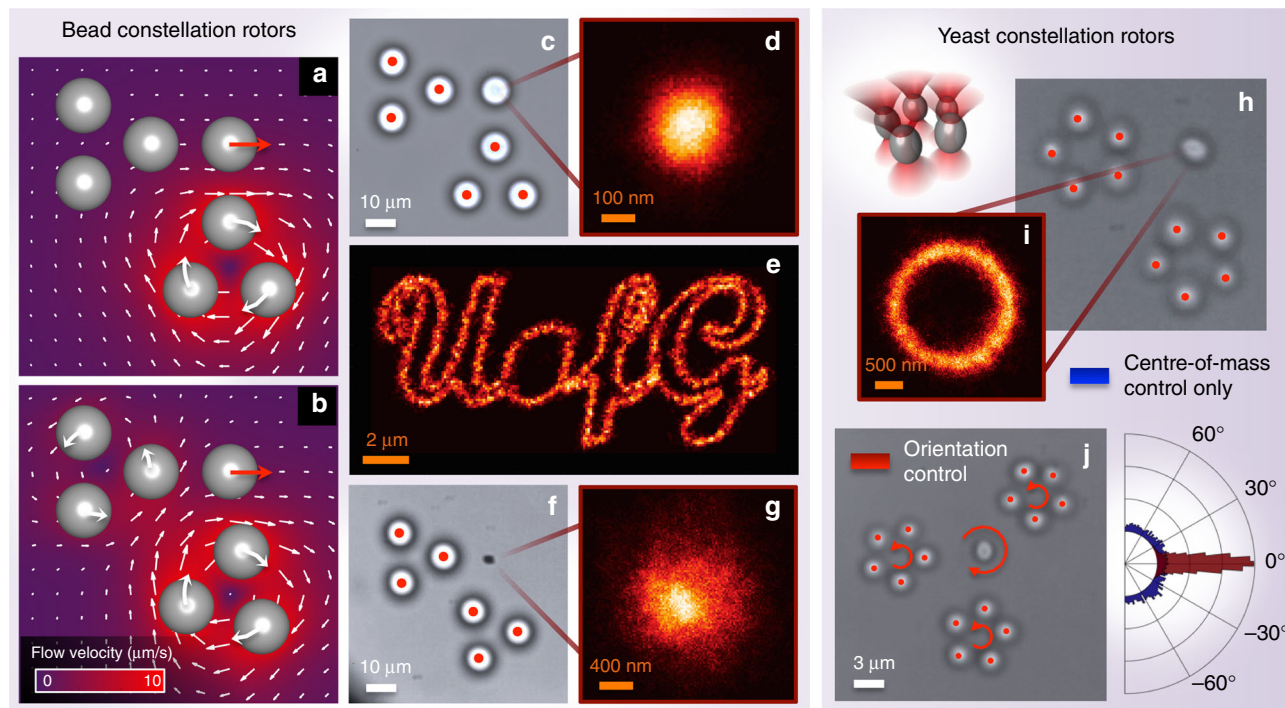 Bead constellation rotors
a
b
Flow velocity (μm/s)
0 10
c
10 μm
d
100 nm
UofG
e
2 μm
f
10 μm
g
400 nm
Yeast constellation rotors
h
i
500 nm
Centre-of-mass
control only
Orientation
control
j
3 μm
60°
30°
0°
–30°
–60°